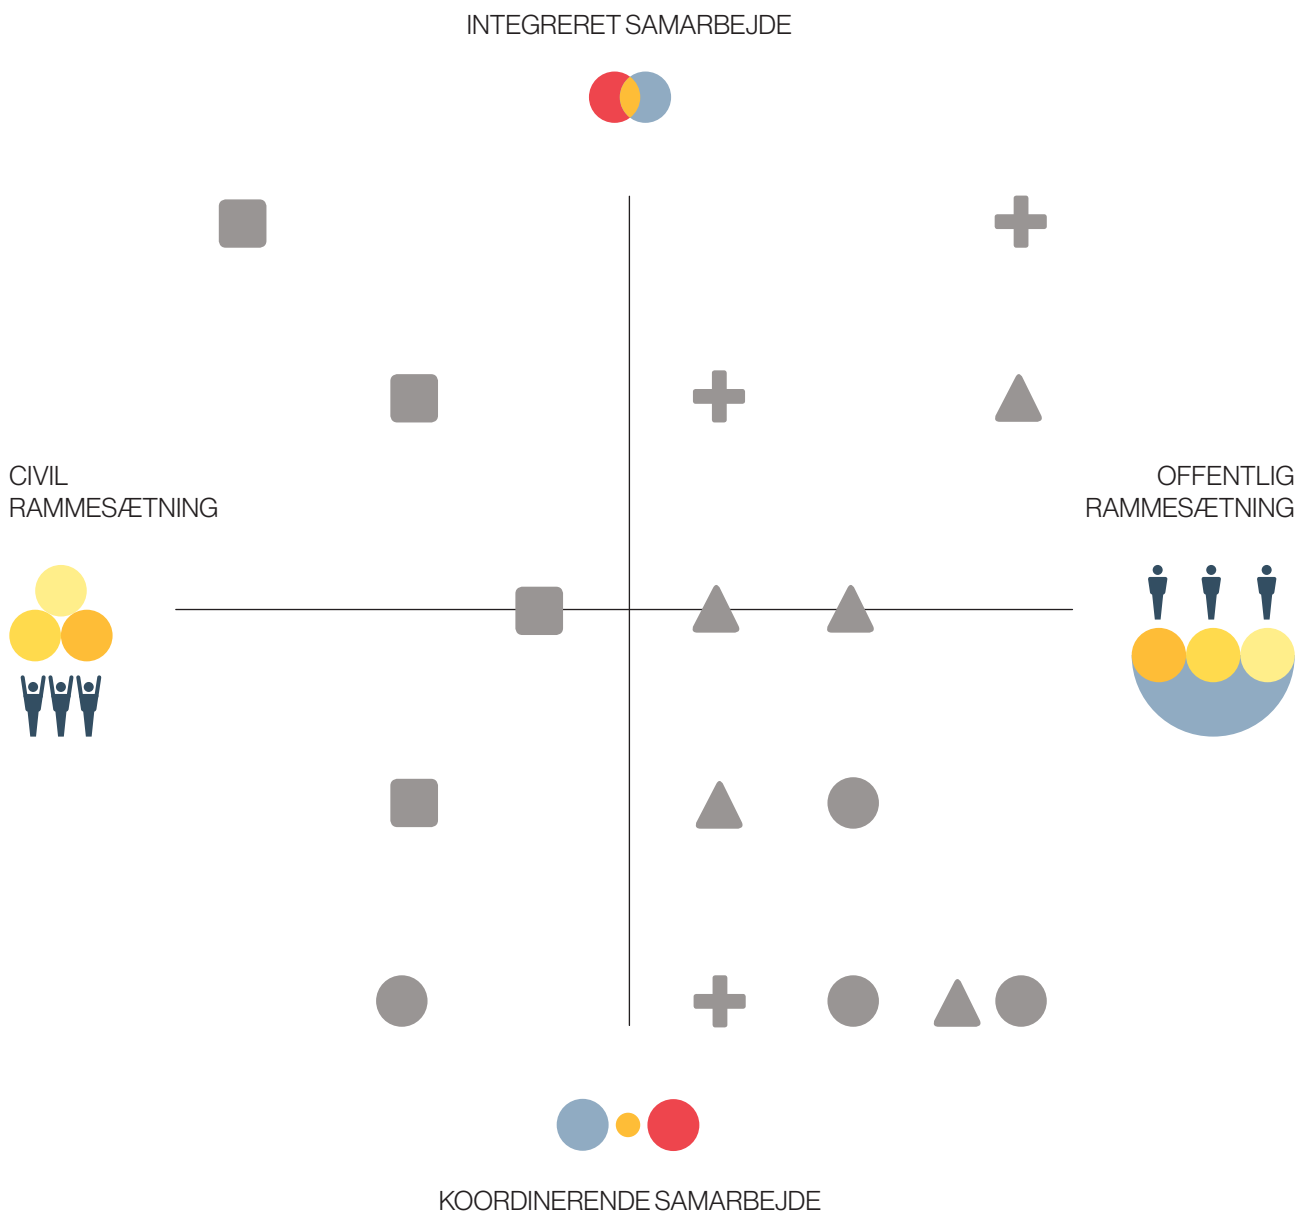 INTEGRERET SAMARBEJDE
CIVIL
RAMMESÆTNING
OFFENTLIG
RAMMESÆTNING
KOORDINERENDE SAMARBEJDE